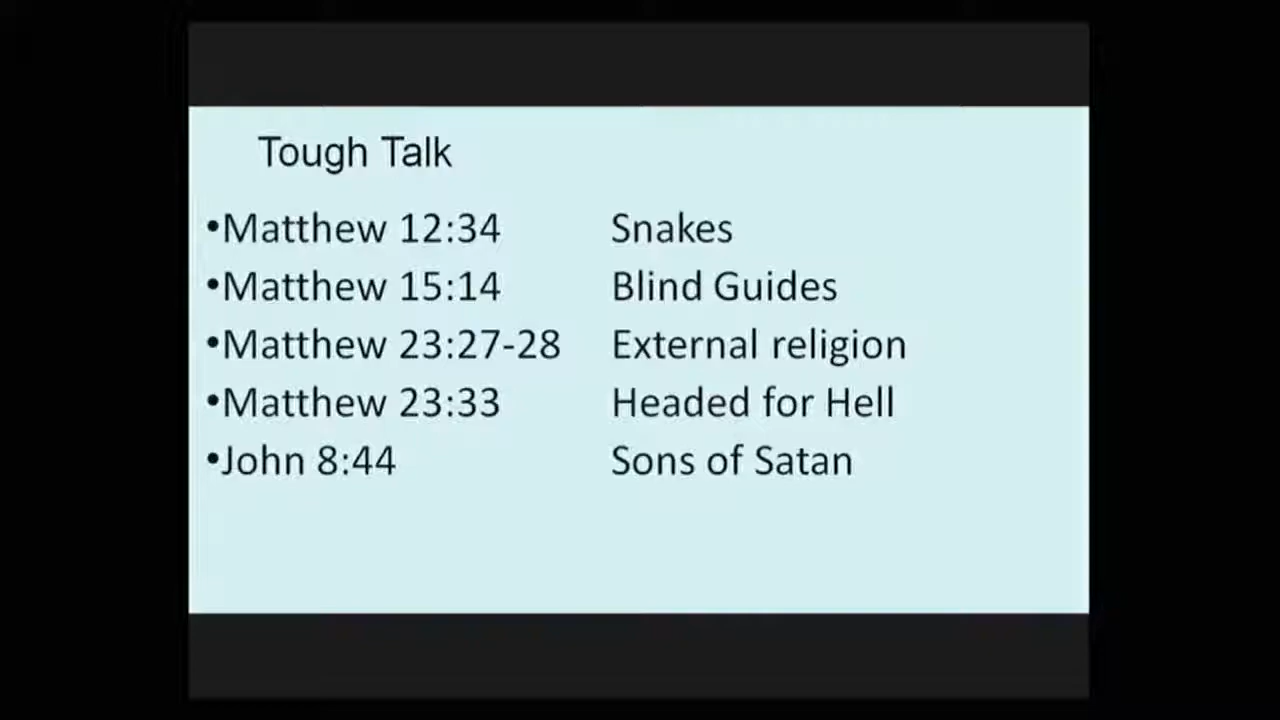 Tough Talk
•Matthew 12:34 Snakes
•Matthew 15:14 Blind Guides
•Matthew 23:27-28 External religion
•Matthew 23:33 Headed for Hell
•John 8:44 Sons of Satan